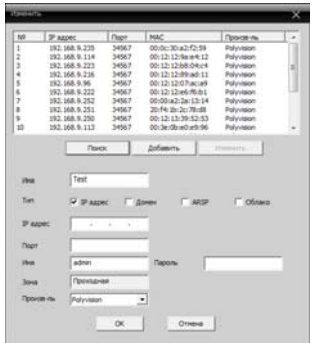 Изменить
№ IP адрес Порт MAC Произв-ль
1 192.168.9.235 34567 00:0c:30:a2:f2:59 Polyvision
2 192.168.9.114 34567 00:12:12:9a:e4:12 Polyvision
3 192.168.9.223 34567 00:12:12:b8:04:c4 Polyvision
4 192.168.9.216 34567 00:12:12:89:ad:11 Polyvision
5 192.168.9.96 34567 00:12:12:07:ac:a9 Polyvision
6 192.168.9.222 34567 00:12:12:e6:f6:b1 Polyvision
7 192.168.9.252 34567 00:00:a2:2a:13:14 Polyvision
8 192.168.9.251 34567 20:f4:1b:2c:78:d8 Polyvision
9 192.168.9.250 34567 00:12:13:39:52:53 Polyvision
10 192.168.9.113 34567 00:3e:0b:e0:e9:96 Polyvision
Поиск Добавить Изменить
Имя Test
Тип IP адрес Домен ARSP Облако
IP адрес . . .
Порт
Имя admin Пароль
Зона Проходная
Произв-ль Polyvision
OK Отмена